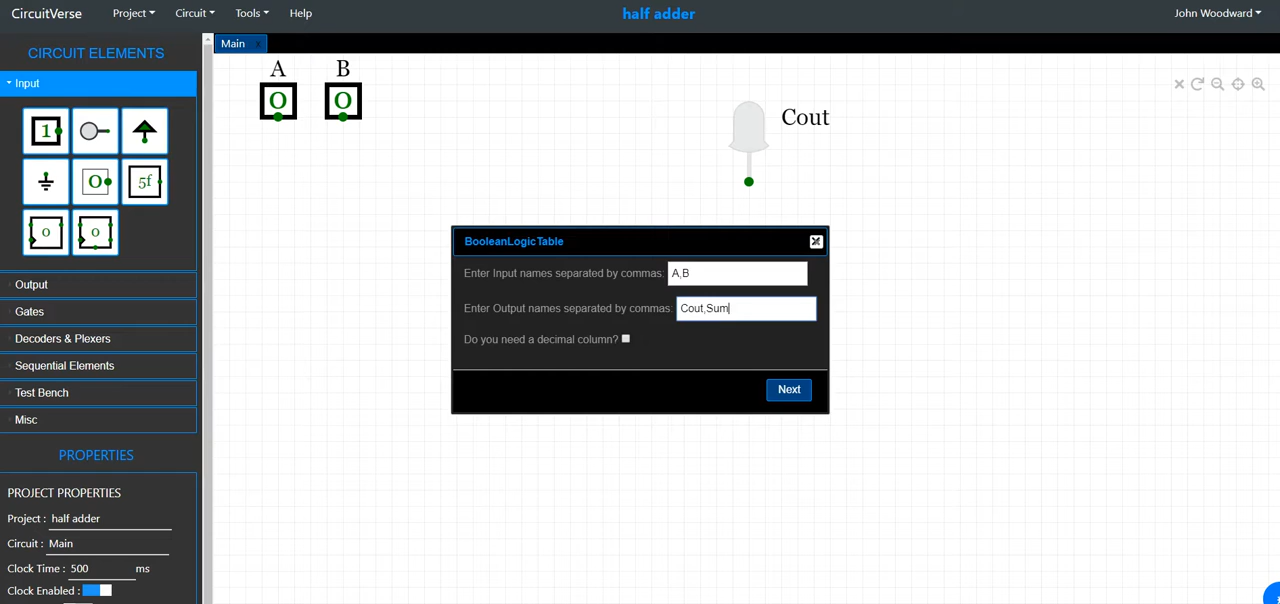 CircuitVerse Project Circuit Tools Help half adder John Woodward
CIRCUIT ELEMENTS
Main x
Input
A B
O O
Cout
1
O 5f
o o
BooleanLogicTable
Enter Input names separated by commas: A,B
Enter Output names separated by commas: Cout,Sum
Do you need a decimal column?
Next
Output
Gates
Decoders & Plexers
Sequential Elements
Test Bench
Misc
PROPERTIES
PROJECT PROPERTIES
Project : half adder
Circuit : Main
Clock Time : 500 ms
Clock Enabled :